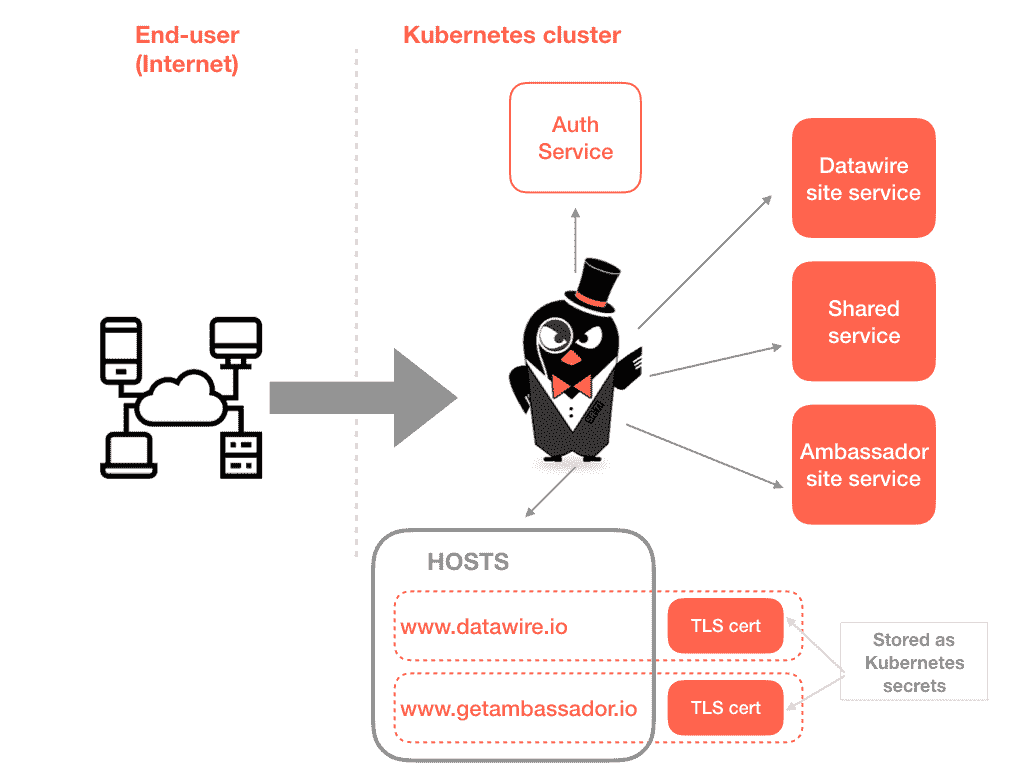 End-user
(Internet)
Kubernetes cluster
Auth
Service
Datawire
site service
Shared
service
Ambassador
site service
HOSTS
www.datawire.io
TLS cert
www.getambassador.io
TLS cert
Stored as
Kubernetes
secrets